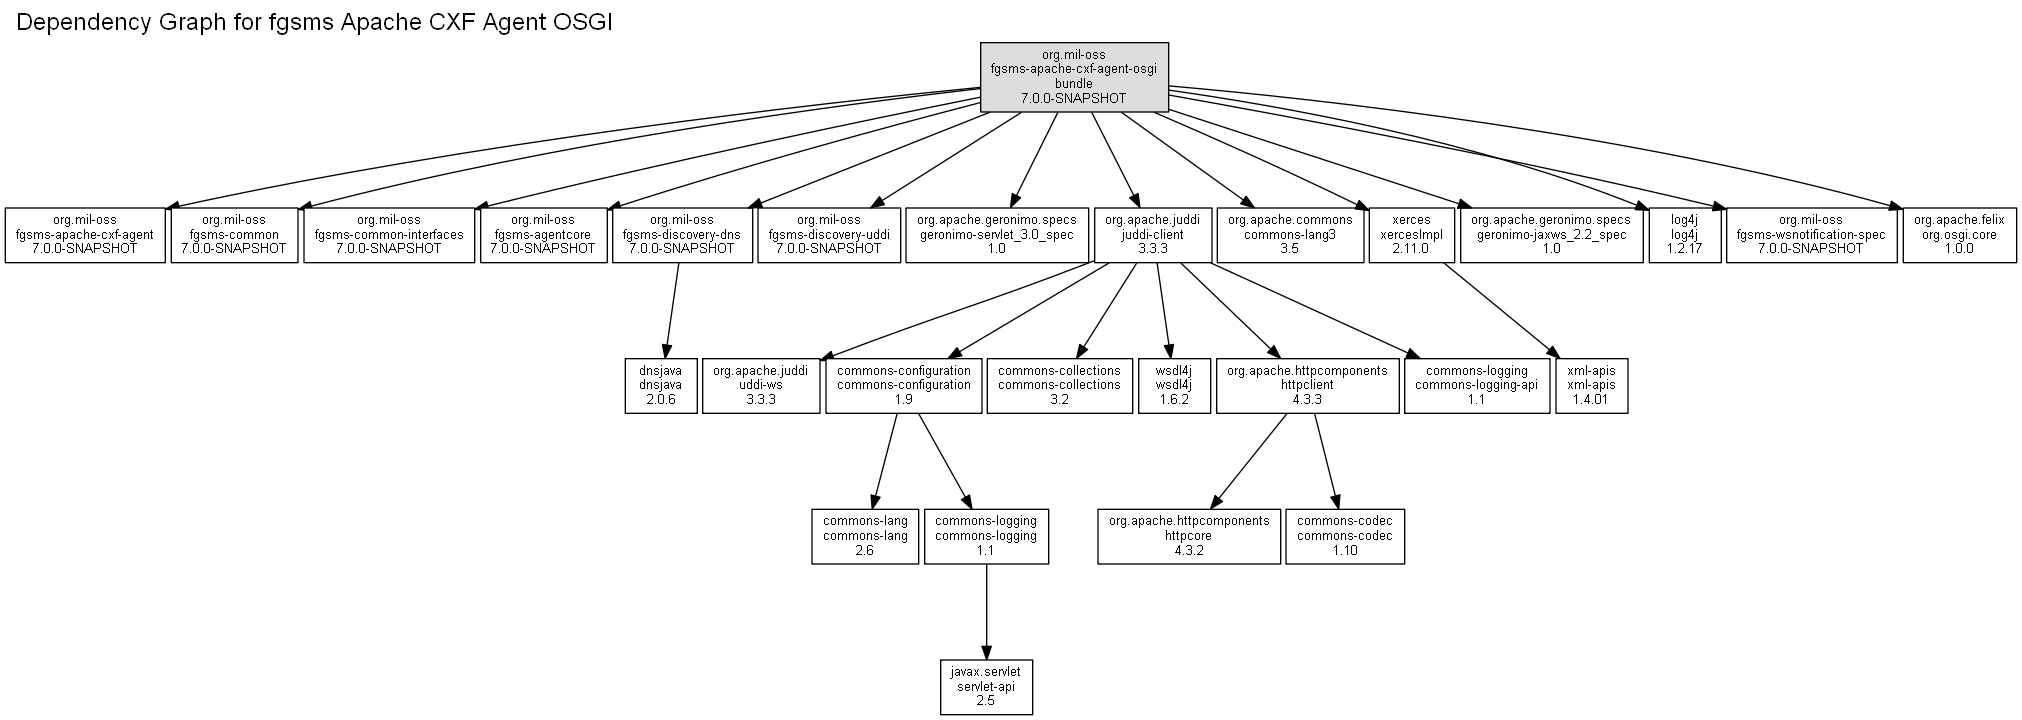 Dependency Graph for fgsms Apache CXF Agent OSGI
org.mil-oss
fgsms-apache-cxf-agent-osgi
bundle
7.0.0-SNAPSHOT
org.mil-oss
fgsms-apache-cxf-agent
7.0.0-SNAPSHOT
org.mil-oss
fgsms-common
7.0.0-SNAPSHOT
org.mil-oss
fgsms-common-interfaces
7.0.0-SNAPSHOT
org.mil-oss
fgsms-agentcore
7.0.0-SNAPSHOT
org.mil-oss
fgsms-discovery-dns
7.0.0-SNAPSHOT
org.mil-oss
fgsms-discovery-uddi
7.0.0-SNAPSHOT
org.apache.geronimo.specs
geronimo-servlet_3.0_spec
1.0
org.apache.juddi
juddi-client
3.3.3
org.apache.commons
commons-lang3
3.5
xerces
xercesImpl
2.11.0
org.apache.geronimo.specs
geronimo-jaxws_2.2_spec
1.0
log4j
log4j
1.2.17
org.mil-oss
fgsms-wsnotification-spec
7.0.0-SNAPSHOT
org.apache.felix
org.osgi.core
1.0.0
dnsjava
dnsjava
2.0.6
org.apache.juddi
uddi-ws
3.3.3
commons-configuration
commons-configuration
1.9
commons-collections
commons-collections
3.2
wsdl4j
wsdl4j
1.6.2
org.apache.httpcomponents
httpclient
4.3.3
commons-logging
commons-logging-api
1.1
xml-apis
xml-apis
1.4.01
commons-lang
commons-lang
2.6
commons-logging
commons-logging
1.1
org.apache.httpcomponents
httpcore
4.3.2
commons-codec
commons-codec
1.10
javax.servlet
servlet-api
2.5